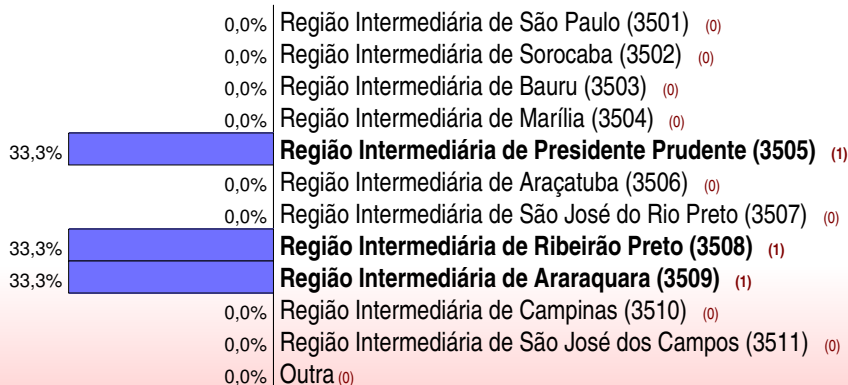 0,0% Região Intermediária de São Paulo (3501) (0)
0,0% Região Intermediária de Sorocaba (3502) (0)
0,0% Região Intermediária de Bauru (3503) (0)
0,0% Região Intermediária de Marília (3504) (0)
33,3% Região Intermediária de Presidente Prudente (3505) (1)
0,0% Região Intermediária de Araçatuba (3506) (0)
0,0% Região Intermediária de São José do Rio Preto (3507) (0)
33,3% Região Intermediária de Ribeirão Preto (3508) (1)
33,3% Região Intermediária de Araraquara (3509) (1)
0,0% Região Intermediária de Campinas (3510) (0)
0,0% Região Intermediária de São José dos Campos (3511) (0)
0,0% Outra (0)